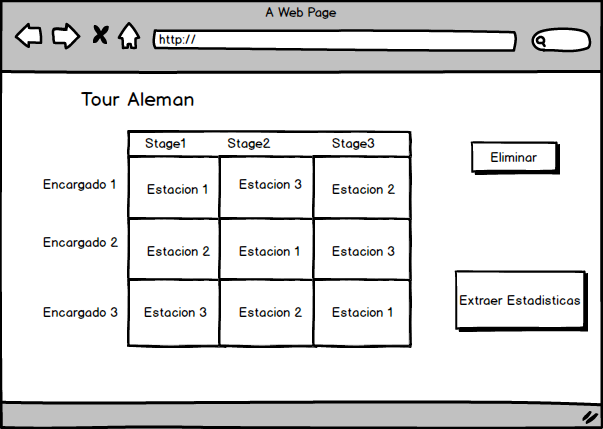 A Web Page
http://
Tour Aleman
Stage1 Stage2 Stage3
Eliminar
Encargado 1 Estacion 1 Estacion 3 Estacion 2
Encargado 2 Estacion 2 Estacion 1 Estacion 3
Extraer Estadisticas
Encargado 3 Estacion 3 Estacion 2 Estacion 1